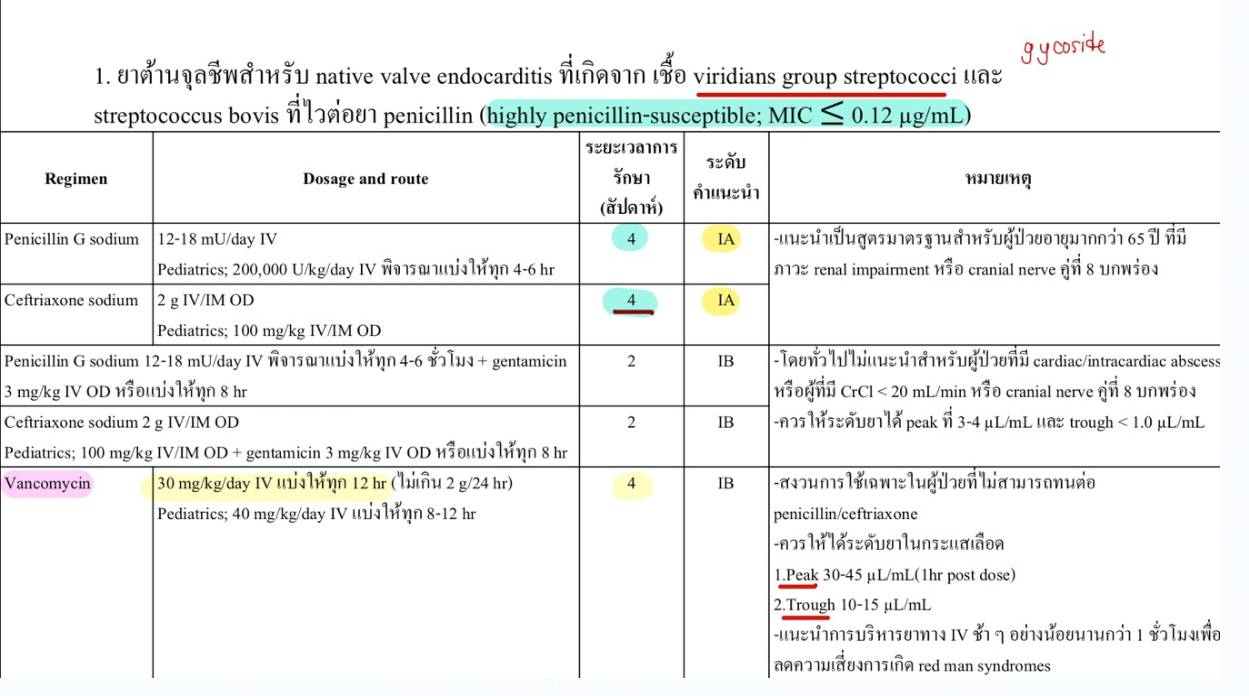 gycoside
1. ยาต้านจุลชีพสำหรับ native valve endocarditis ที่เกิดจาก เชื้อ viridians group streptococci และ
streptococcus bovis ที่ไวต่อยา penicillin (highly penicillin-susceptible; MIC ≤ 0.12 µg/mL)
Regimen
Dosage and route
ระยะเวลาการ
รักษา
(สัปดาห์)
ระดับ
คำแนะนำ
หมายเหตุ
Penicillin G sodium
12-18 mU/day IV
Pediatrics; 200,000 U/kg/day IV พิจารณาแบ่งให้ทุก 4-6 hr
4
IA
-แนะนำเป็นสูตรมาตรฐานสำหรับผู้ป่วยอายุมากกว่า 65 ปี ที่มี
ภาวะ renal impairment หรือ cranial nerve คู่ที่ 8 บกพร่อง
Ceftriaxone sodium
2 g IV/IM OD
Pediatrics; 100 mg/kg IV/IM OD
4
IA
Penicillin G sodium 12-18 mU/day IV พิจารณาแบ่งให้ทุก 4-6 ชั่วโมง + gentamicin
3 mg/kg IV OD หรือแบ่งให้ทุก 8 hr
2
IB
-โดยทั่วไปไม่แนะนำสำหรับผู้ป่วยที่มี cardiac/intracardiac abscess
หรือผู้ที่มี CrCl < 20 mL/min หรือ cranial nerve คู่ที่ 8 บกพร่อง
-ควรให้ระดับยาได้ peak ที่ 3-4 µL/mL และ trough < 1.0 µL/mL
Ceftriaxone sodium 2 g IV/IM OD
Pediatrics; 100 mg/kg IV/IM OD + gentamicin 3 mg/kg IV OD หรือแบ่งให้ทุก 8 hr
2
IB
Vancomycin
30 mg/kg/day IV แบ่งให้ทุก 12 hr (ไม่เกิน 2 g/24 hr)
Pediatrics; 40 mg/kg/day IV แบ่งให้ทุก 8-12 hr
4
IB
-สงวนการใช้เฉพาะในผู้ป่วยที่ไม่สามารถทนต่อ
penicillin/ceftriaxone
-ควรให้ได้ระดับยาในกระแสเลือด
1.Peak 30-45 µL/mL(1hr post dose)
2.Trough 10-15 µL/mL
-แนะนำการบริหารยาทาง IV ช้า ๆ อย่างน้อยนานกว่า 1 ชั่วโมงเพื่อ
ลดความเสี่ยงการเกิด red man syndromes